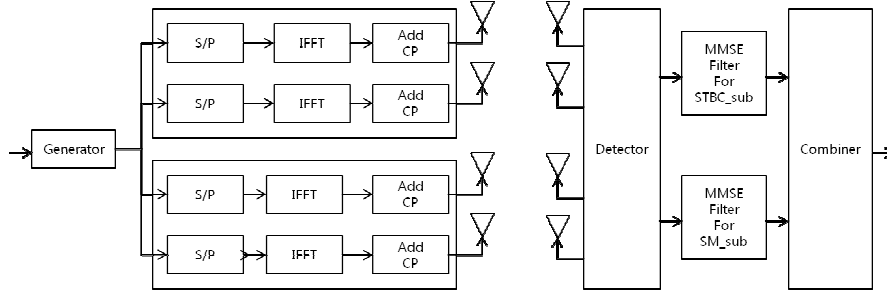 S/P
IFFT
Add
CP
S/P
IFFT
Add
CP
Generator
S/P
IFFT
Add
CP
S/P
IFFT
Add
CP
Detector
MMSE
Filter
For
STBC_sub
MMSE
Filter
For
SM_sub
Combiner